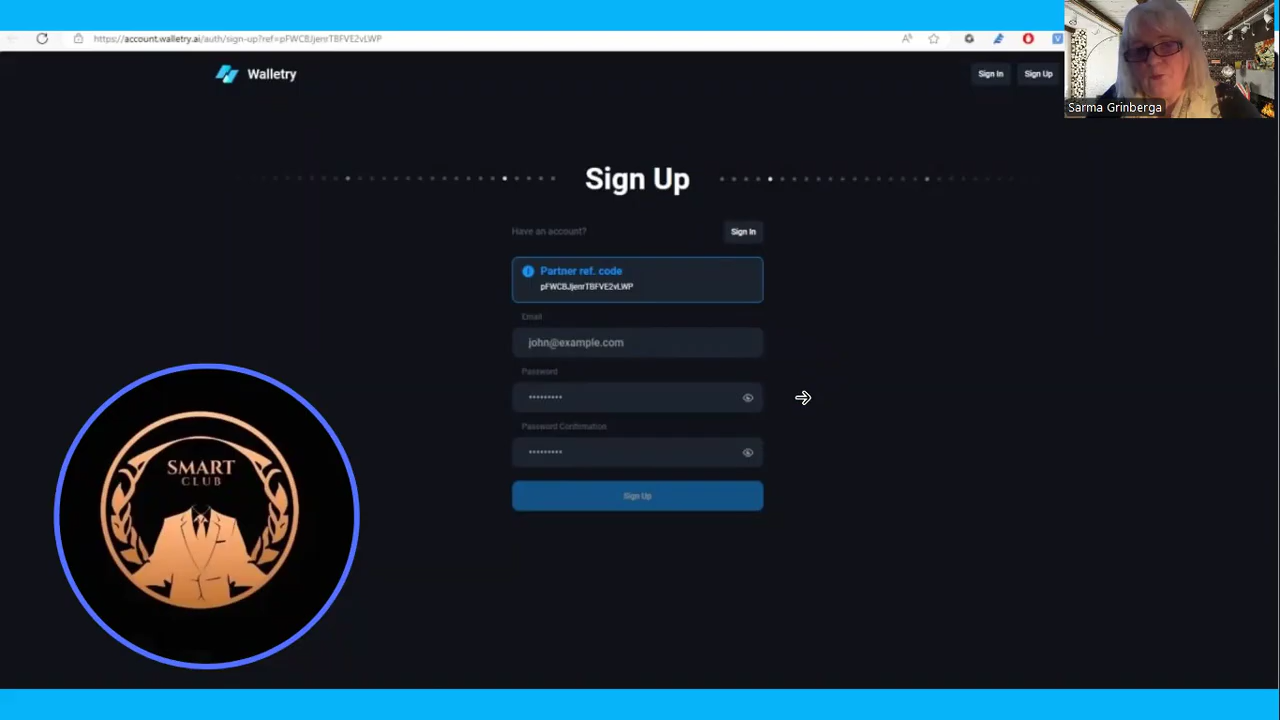 https://account.walletry.ai/auth/sign-up?ref=pFWCBJjenrTBFVE2vLWP
Walletry
Sign In
Sign Up
Sarma Grinberga
Sign Up
Have an account?
Sign In
Partner ref. code
pFWCBJjenrTBFVE2vLWP
Email
john@example.com
Password
Password Confirmation
Sign Up
SMART
CLUB